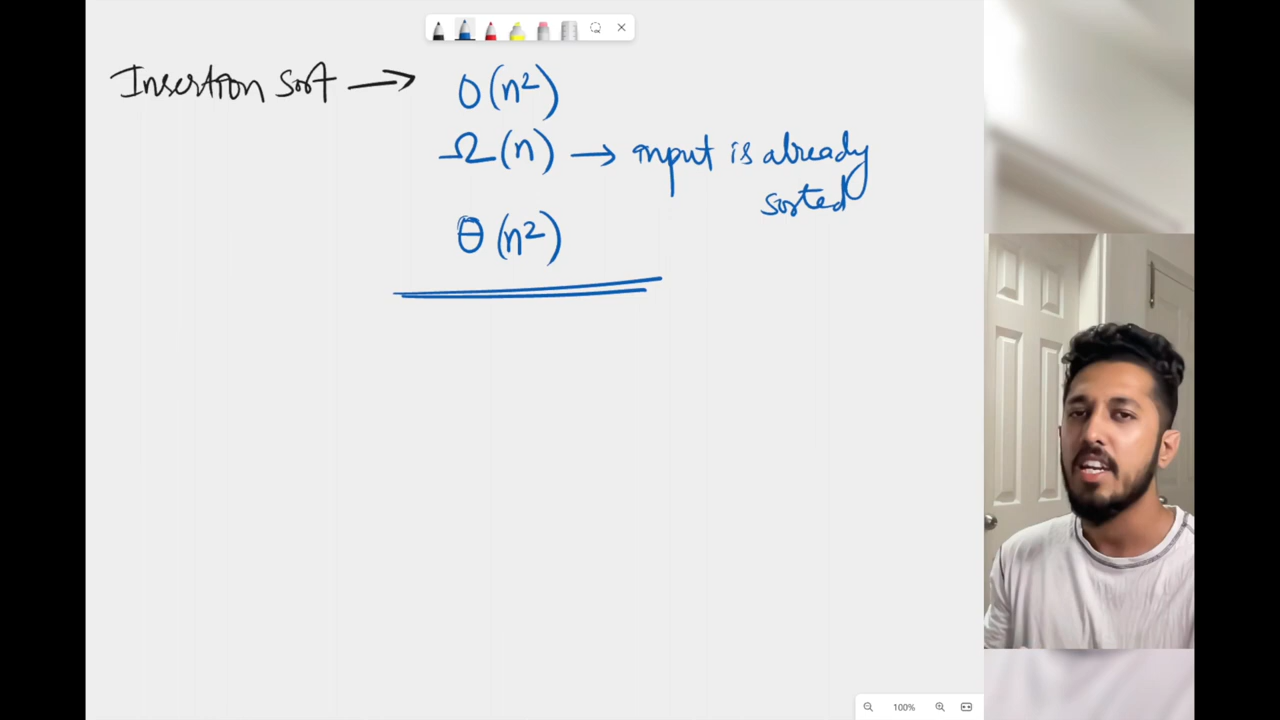 Insertion Sort → O(n²)
Ω(n) → input is already
sorted
θ(n²)
100%